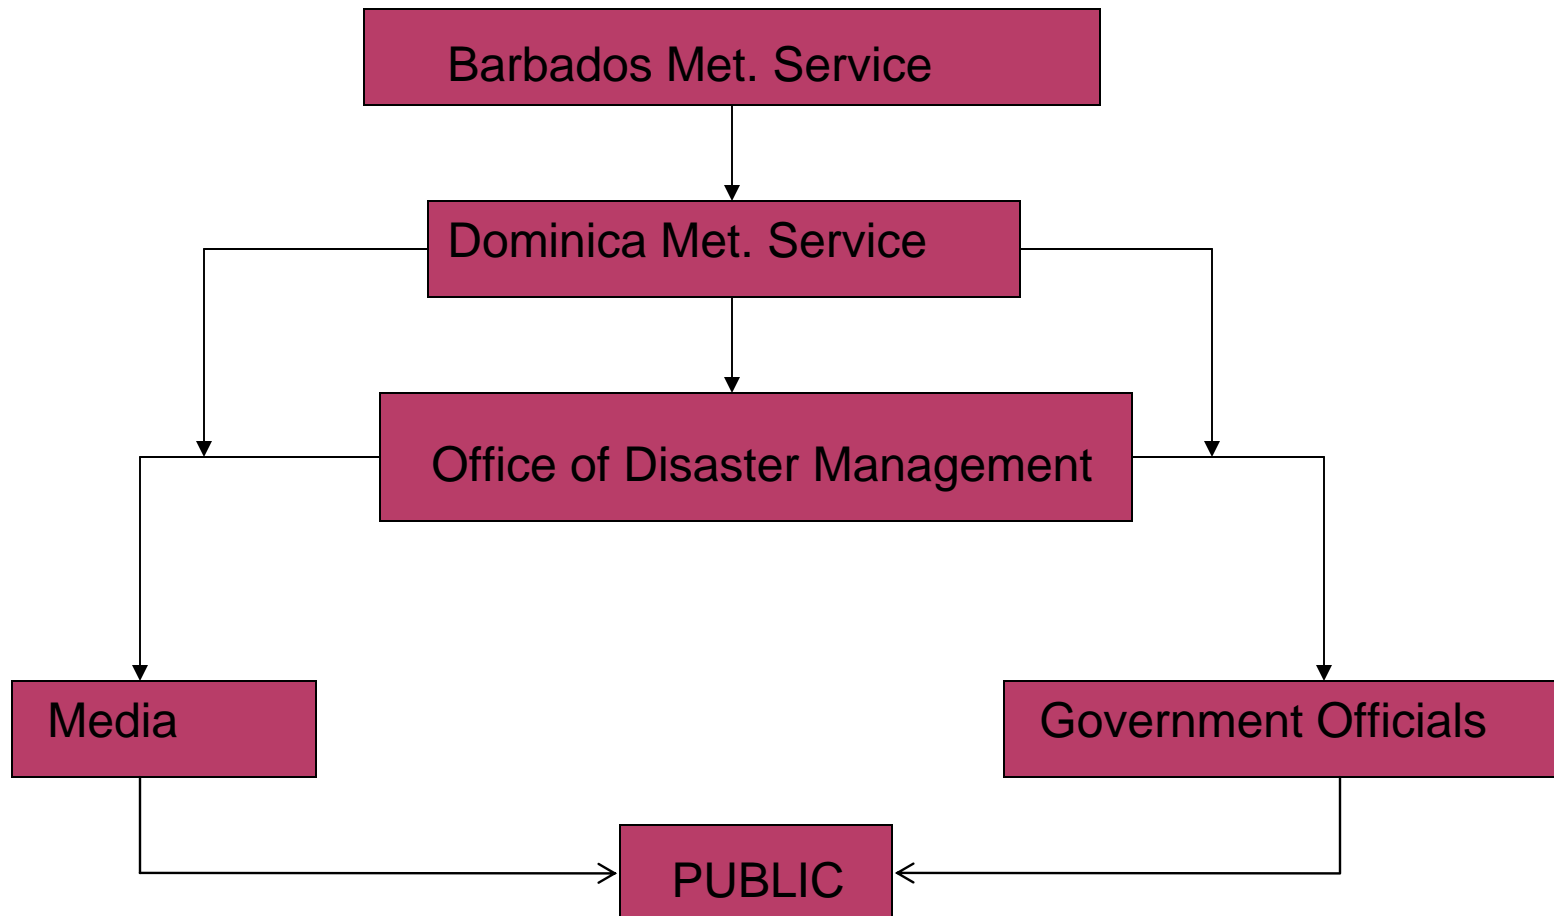 Barbados Met. Service
Dominica Met. Service
Office of Disaster Management
Media
Government Officials
PUBLIC